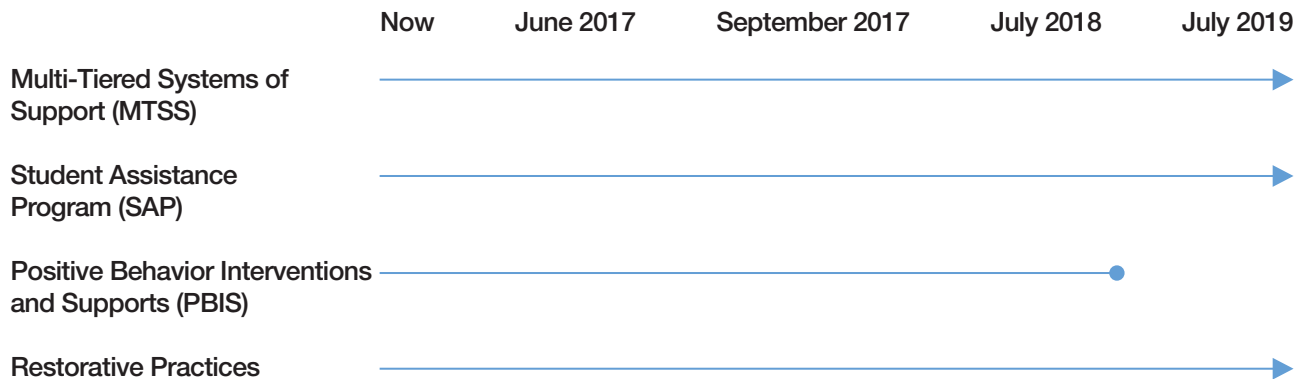 Now June 2017 September 2017 July 2018 July 2019
Multi-Tiered Systems of
Support (MTSS)
Student Assistance
Program (SAP)
Positive Behavior Interventions
and Supports (PBIS)
Restorative Practices